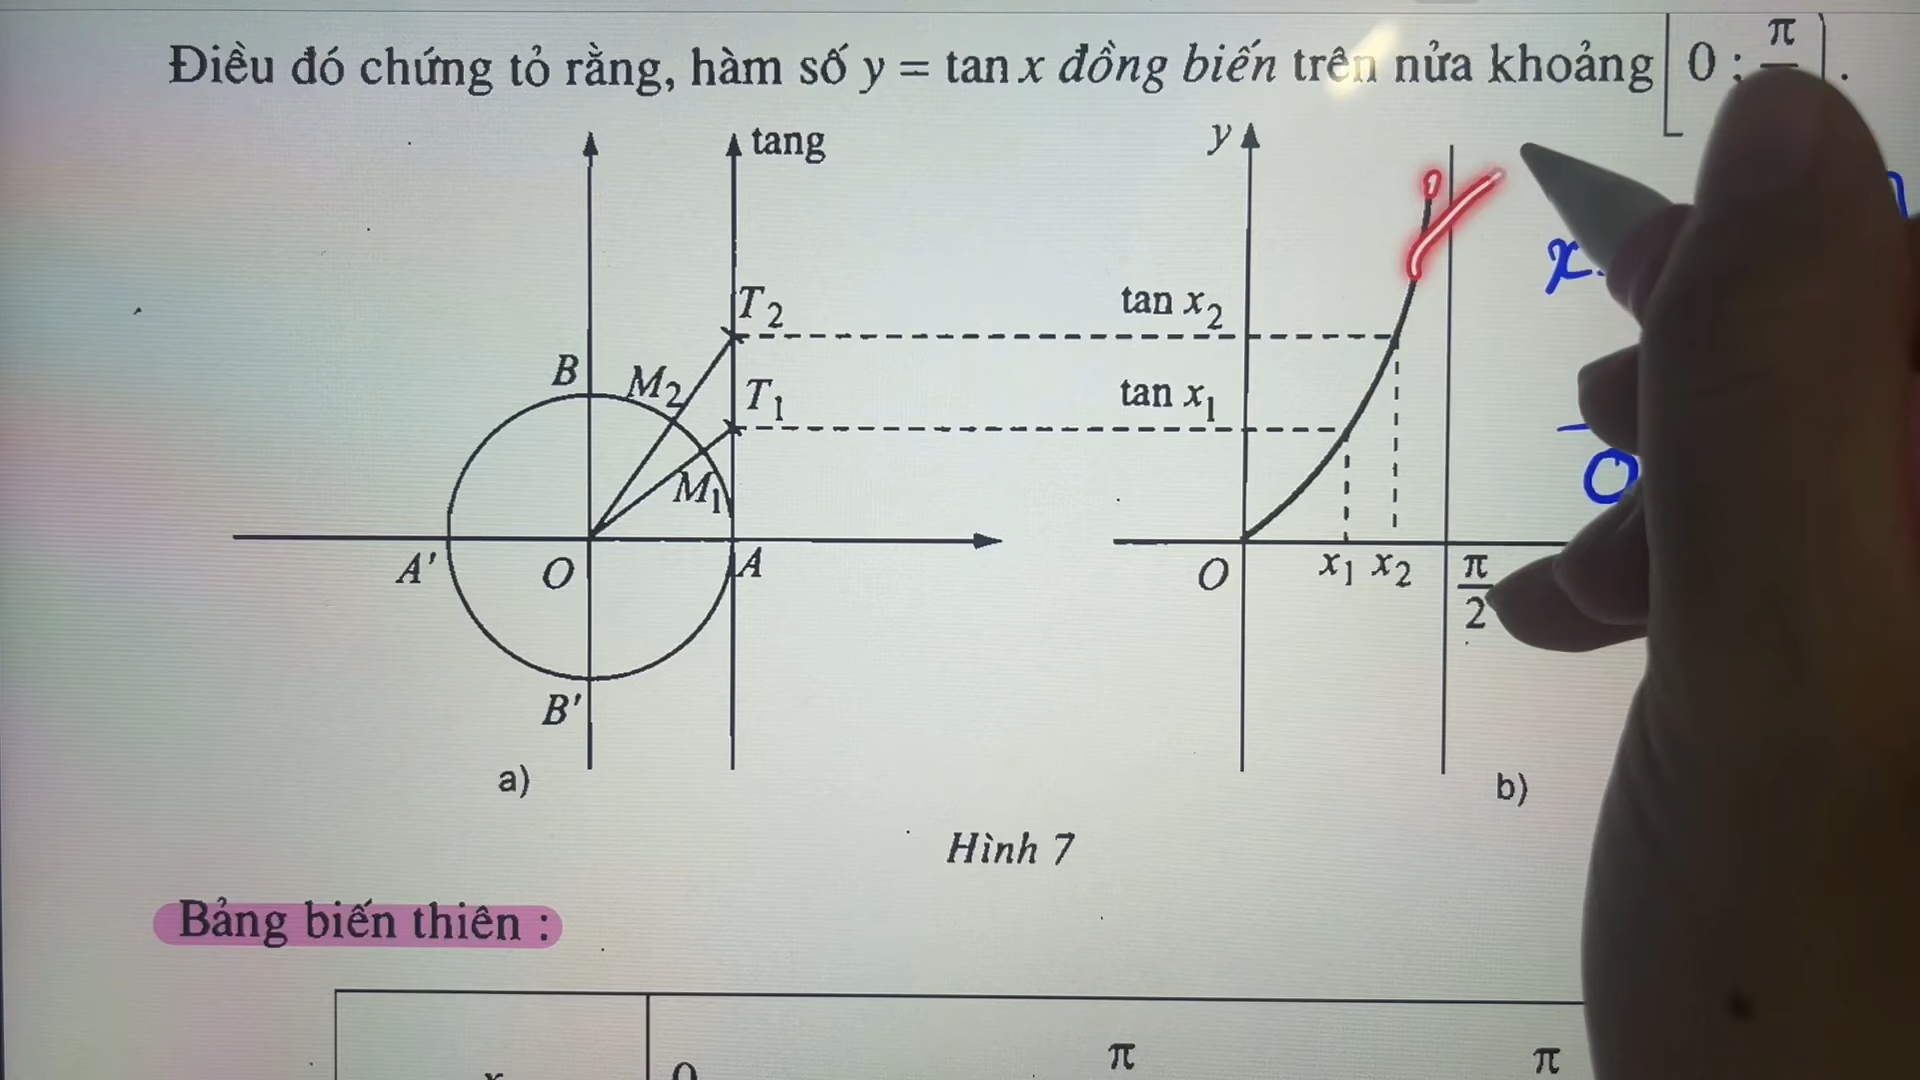 Điều đó chứng tỏ rằng, hàm số y = tan x đồng biến trên nửa khoảng [0 ; π ) .
tang
y
x
T2
tan x2
B
M2
T1
tan x1
M1
0
A'
O
A
O
x1 x2
π/2
B'
a)
b)
Hình 7
Bảng biến thiên :
x
0
π
π